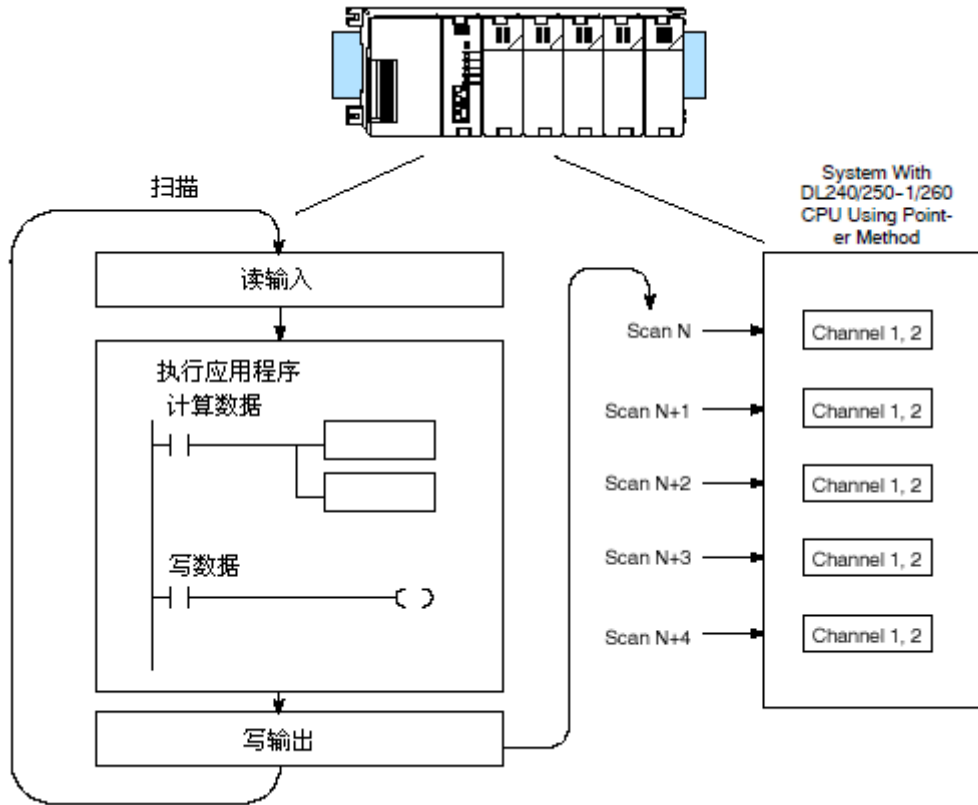 扫描
读输入
执行应用程序
计算数据
写数据
写输出
System With
DL240/250-1/260
CPU Using Point-
er Method
Scan N
Channel 1, 2
Scan N+1
Channel 1, 2
Scan N+2
Channel 1, 2
Scan N+3
Channel 1, 2
Scan N+4
Channel 1, 2